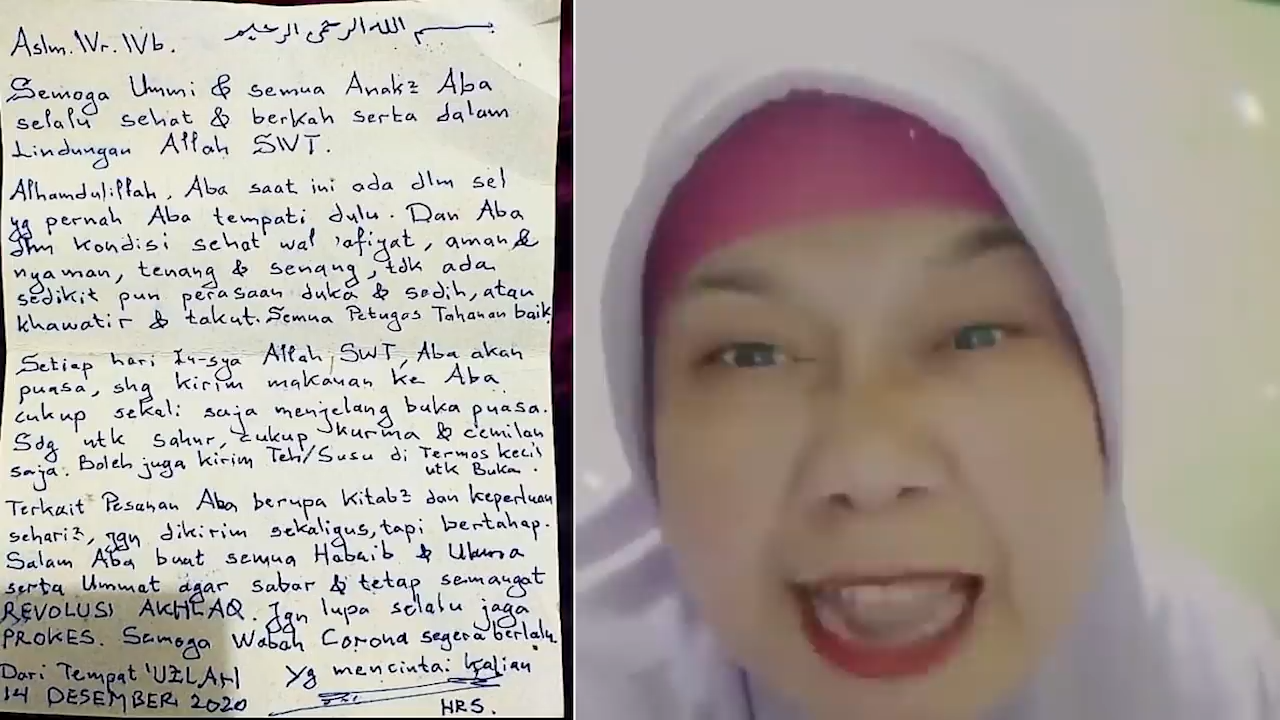 Aslm. Wr. Wb. بسم الله الرحمن الرحيم
Semoga Ummi & semua Anak2 Aba
selalu sehat & berkah serta dalam
Lindungan Allah SWT.
Alhamdulillah, Aba saat ini ada dlm sel
yg pernah Aba tempati dulu. Dan Aba
dlm kondisi sehat wal 'afiyat, aman &
nyaman, tenang & senang, tdk ada
sedikit pun perasaan duka & sedih, atau
khawatir & takut. Semua Petugas Tahanan baik
Setiap hari In-sya Allah SWT, Aba akan
puasa, shg kirim makanan ke Aba
cukup sekali saja menjelang buka puasa.
Sdg utk sahur, cukup kurma & cemilan
saja. Boleh juga kirim Teh/Susu di Termos kecil
utk Buka.
Terkait Pesanan Aba berupa kitab2 dan keperluan
sehari2, jgn dikirim sekaligus, tapi bertahap.
Salam Aba buat semua Habaib & Ulama
serta Ummat agar sabar & tetap semangat
REVOLUSI AKHLAQ. Jgn lupa selalu jaga
PROKES. Semoga Wabah Corona segera berlalu
Dari Tempat 'UZLAH Yg mencintai kalian
14 DESEMBER 2020 HRS.